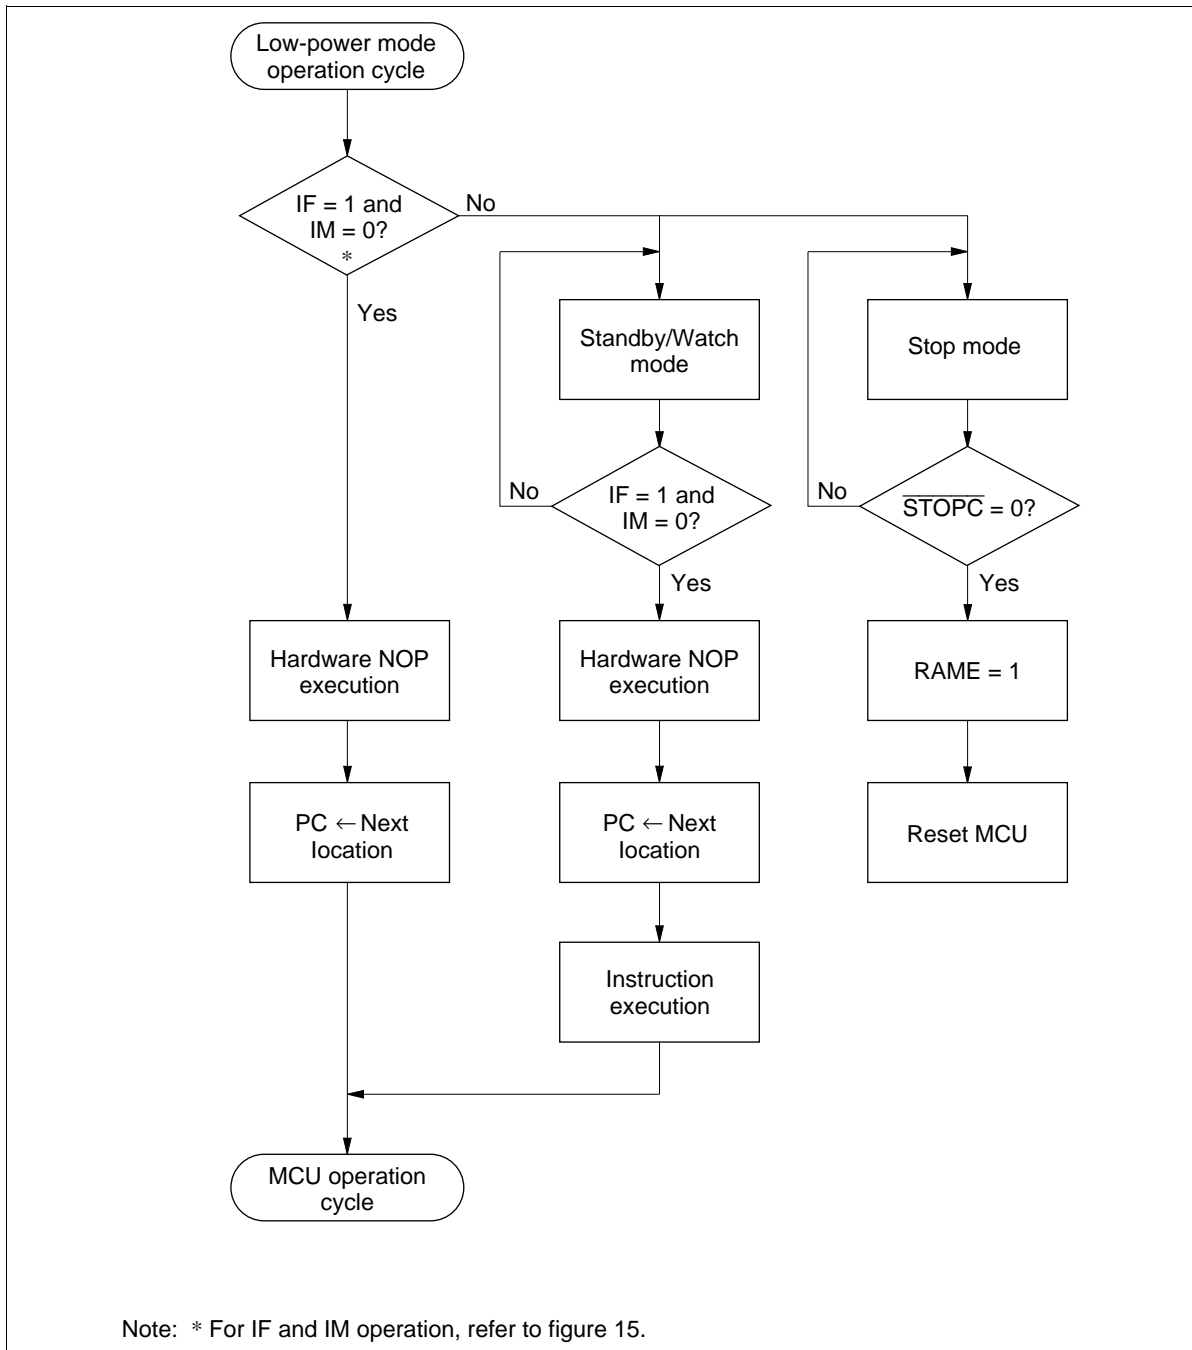 Low-power mode
operation cycle
IF = 1 and
IM = 0?
*
No
Yes
Standby/Watch
mode
Stop mode
No
IF = 1 and
IM = 0?
Yes
No
STOPC = 0?
Yes
Hardware NOP
execution
Hardware NOP
execution
RAME = 1
PC ← Next
location
PC ← Next
location
Reset MCU
Instruction
execution
MCU operation
cycle
Note: * For IF and IM operation, refer to figure 15.